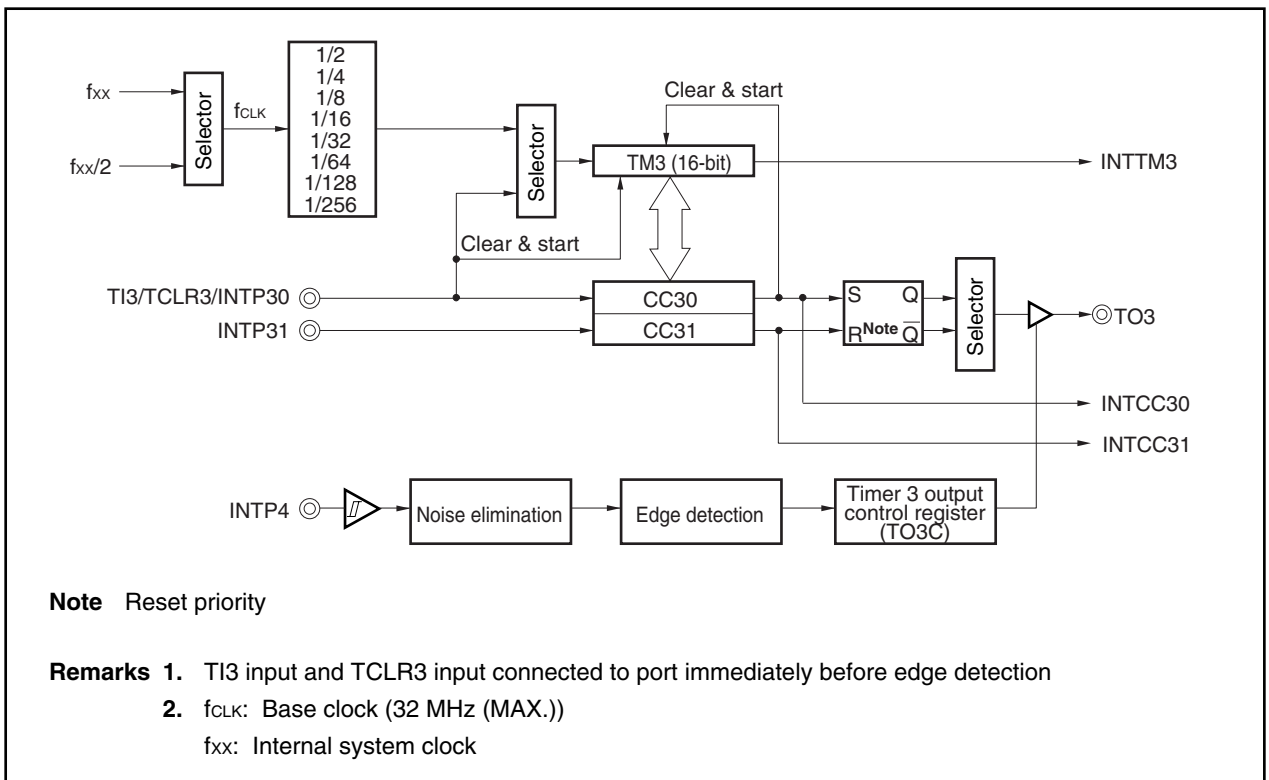 fxx
fxx/2
Selector
fCLK
1/2
1/4
1/8
1/16
1/32
1/64
1/128
1/256
Selector
Clear & start
TM3 (16-bit)
INTTM3
Clear & start
TI3/TCLR3/INTP30
INTP31
CC30
CC31
S Q
RNote Q̅
Selector
TO3
INTCC30
INTCC31
INTP4
Noise elimination
Edge detection
Timer 3 output
control register
(TO3C)
Note Reset priority
Remarks 1. TI3 input and TCLR3 input connected to port immediately before edge detection
2. fCLK: Base clock (32 MHz (MAX.))
fxx: Internal system clock